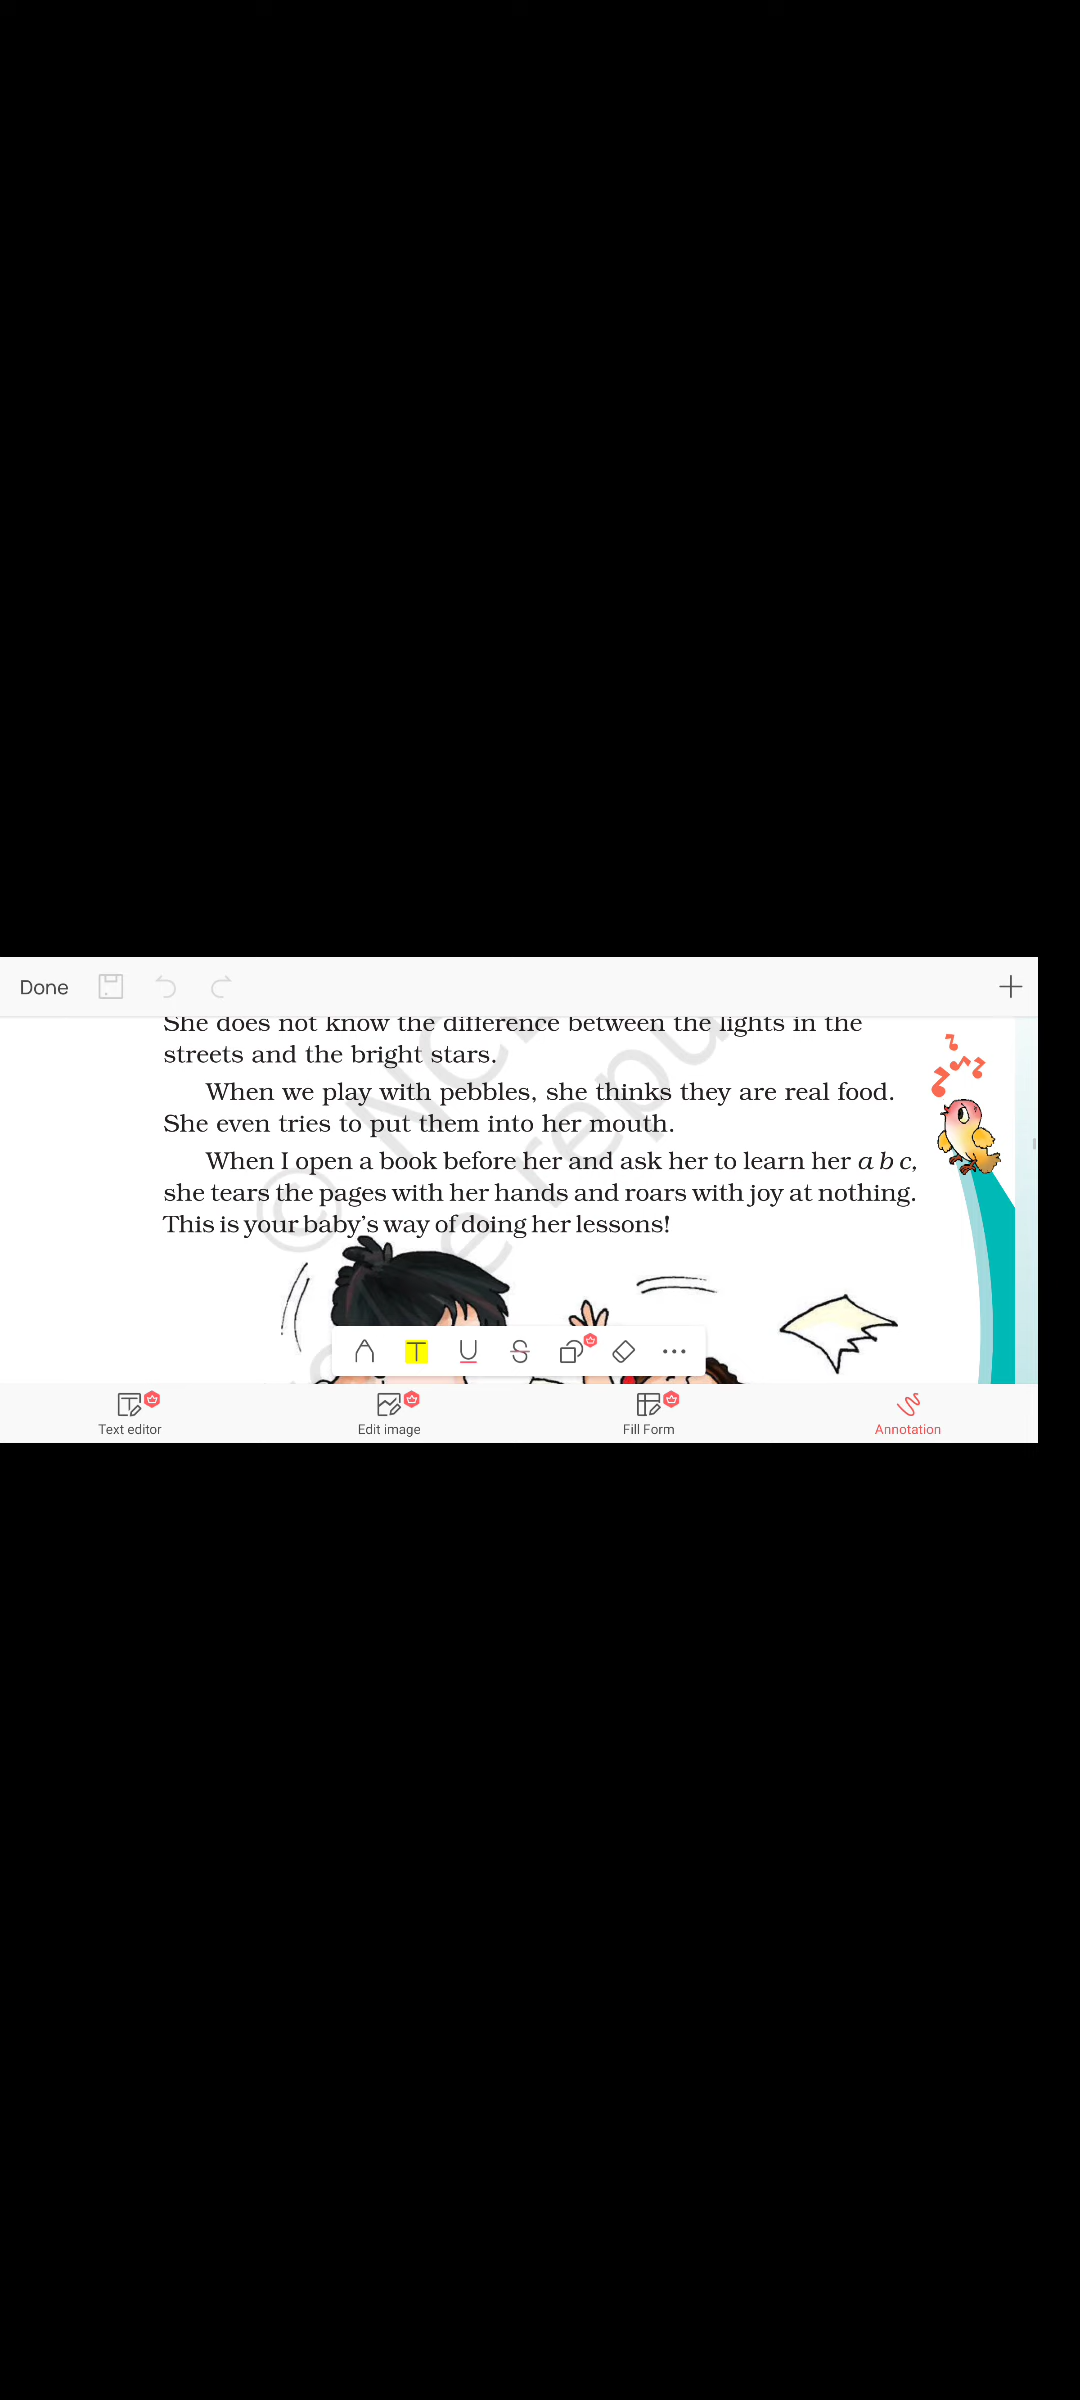 Done
She does not know the difference between the lights in the
streets and the bright stars.
When we play with pebbles, she thinks they are real food.
She even tries to put them into her mouth.
When I open a book before her and ask her to learn her a b c,
she tears the pages with her hands and roars with joy at nothing.
This is your baby's way of doing her lessons!
Text editor
Edit image
Fill Form
Annotation